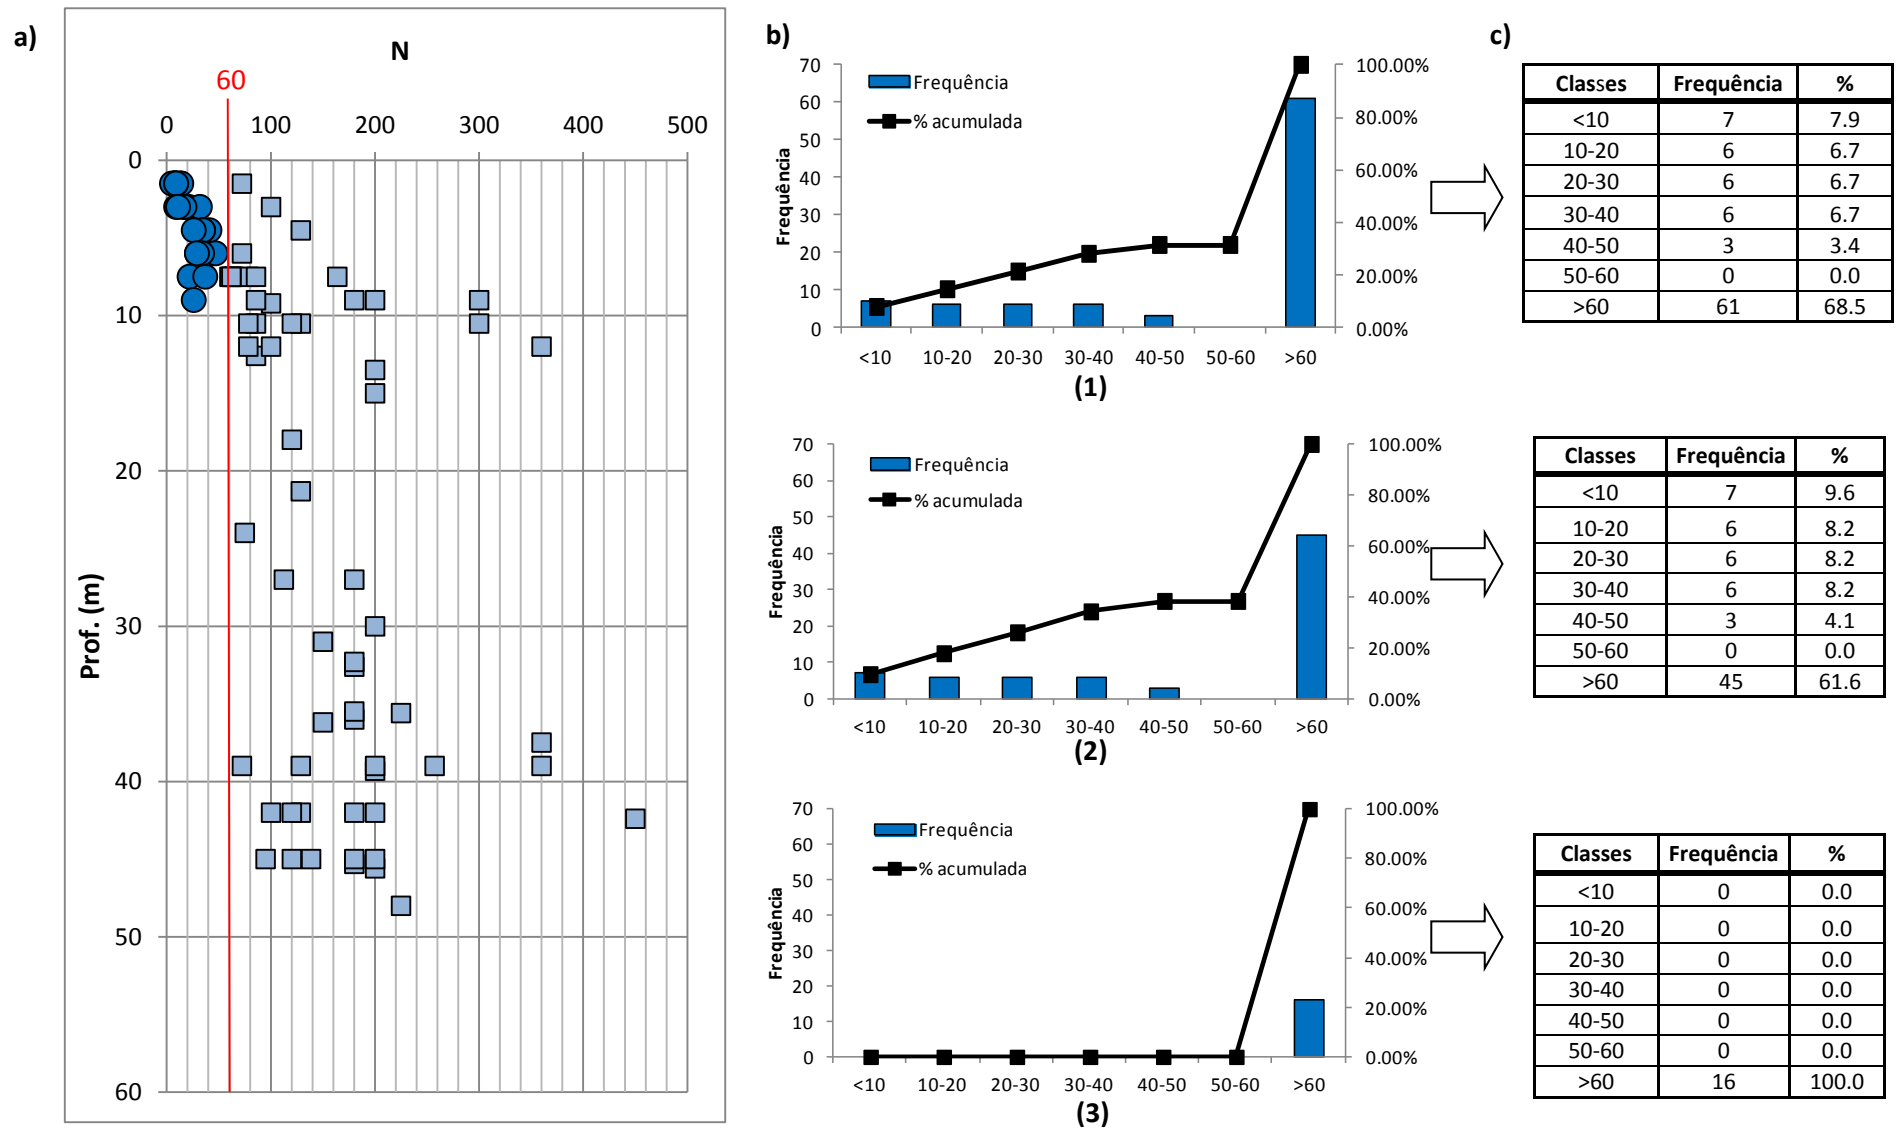 a)
N
60
0 100 200 300 400 500
0
10
20
30
40
50
60
Prof. (m)
b)
70
60
50
40
30
20
10
0
Frequência
Frequência
% acumulada
100.00%
80.00%
60.00%
40.00%
20.00%
0.00%
<10 10-20 20-30 30-40 40-50 50-60 >60
(1)
70
60
50
40
30
20
10
0
Frequência
Frequência
% acumulada
100.00%
80.00%
60.00%
40.00%
20.00%
0.00%
<10 10-20 20-30 30-40 40-50 50-60 >60
(2)
70
60
50
40
30
20
10
0
Frequência
Frequência
% acumulada
100.00%
80.00%
60.00%
40.00%
20.00%
0.00%
<10 10-20 20-30 30-40 40-50 50-60 >60
(3)
c)
Classes Frequência %
<10 7 7.9
10-20 6 6.7
20-30 6 6.7
30-40 6 6.7
40-50 3 3.4
50-60 0 0.0
>60 61 68.5
Classes Frequência %
<10 7 9.6
10-20 6 8.2
20-30 6 8.2
30-40 6 8.2
40-50 3 4.1
50-60 0 0.0
>60 45 61.6
Classes Frequência %
<10 0 0.0
10-20 0 0.0
20-30 0 0.0
30-40 0 0.0
40-50 0 0.0
50-60 0 0.0
>60 16 100.0